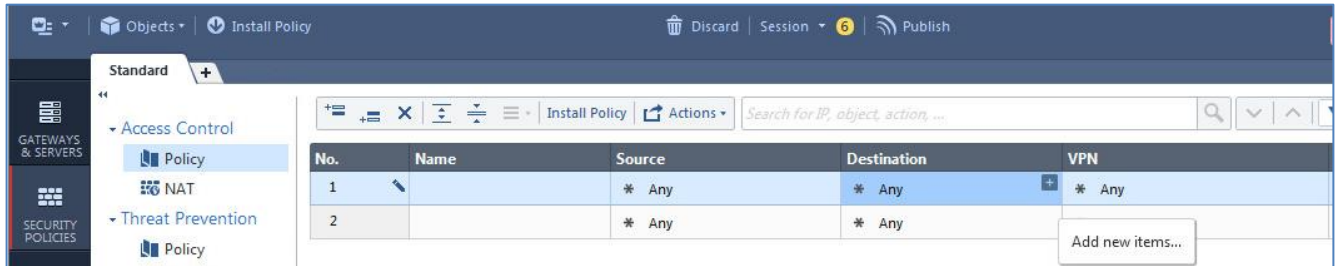 Objects Install Policy Discard Session 6 Publish
Standard +
GATEWAYS
& SERVERS
SECURITY
POLICIES
Access Control
Policy
NAT
Threat Prevention
Policy
Install Policy Actions Search for IP, object, action, ...
No. Name Source Destination VPN
1 * Any * Any + * Any
2 * Any * Any
Add new items...